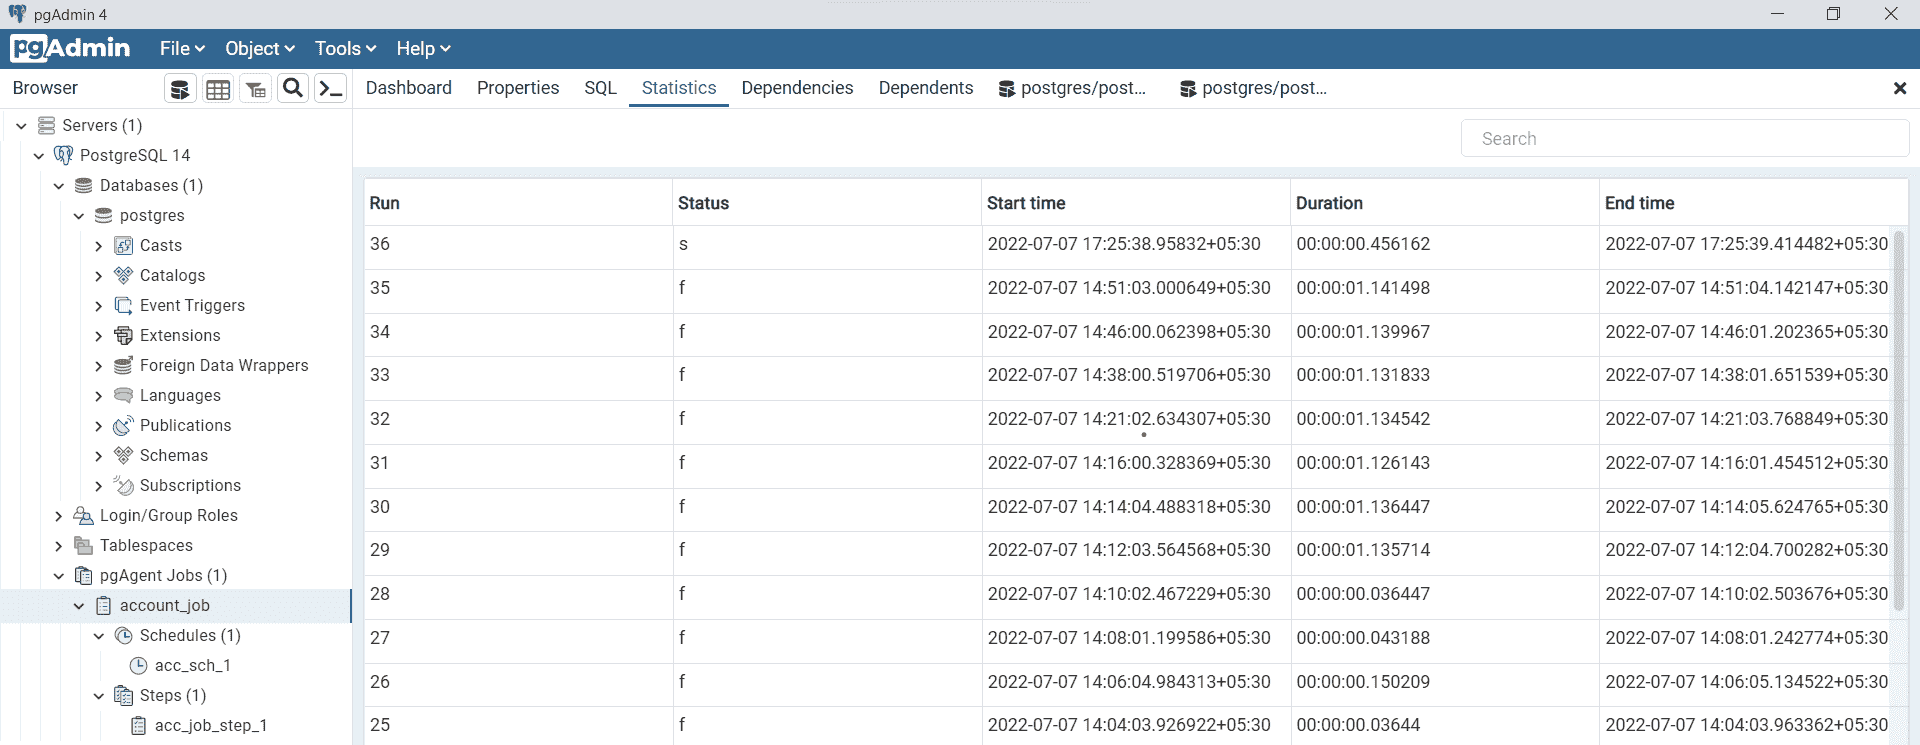 pgAdmin 4
pgAdmin File Object Tools Help
Browser Dashboard Properties SQL Statistics Dependencies Dependents postgres/post... postgres/post...
Servers (1)
PostgreSQL 14
Databases (1)
postgres
Casts
Catalogs
Event Triggers
Extensions
Foreign Data Wrappers
Languages
Publications
Schemas
Subscriptions
Login/Group Roles
Tablespaces
pgAgent Jobs (1)
account_job
Schedules (1)
acc_sch_1
Steps (1)
acc_job_step_1
Search
Run Status Start time Duration End time
36 s 2022-07-07 17:25:38.95832+05:30 00:00:00.456162 2022-07-07 17:25:39.414482+05:30
35 f 2022-07-07 14:51:03.000649+05:30 00:00:01.141498 2022-07-07 14:51:04.142147+05:30
34 f 2022-07-07 14:46:00.062398+05:30 00:00:01.139967 2022-07-07 14:46:01.202365+05:30
33 f 2022-07-07 14:38:00.519706+05:30 00:00:01.131833 2022-07-07 14:38:01.651539+05:30
32 f 2022-07-07 14:21:02.634307+05:30 00:00:01.134542 2022-07-07 14:21:03.768849+05:30
31 f 2022-07-07 14:16:00.328369+05:30 00:00:01.126143 2022-07-07 14:16:01.454512+05:30
30 f 2022-07-07 14:14:04.488318+05:30 00:00:01.136447 2022-07-07 14:14:05.624765+05:30
29 f 2022-07-07 14:12:03.564568+05:30 00:00:01.135714 2022-07-07 14:12:04.700282+05:30
28 f 2022-07-07 14:10:02.467229+05:30 00:00:00.036447 2022-07-07 14:10:02.503676+05:30
27 f 2022-07-07 14:08:01.199586+05:30 00:00:00.043188 2022-07-07 14:08:01.242774+05:30
26 f 2022-07-07 14:06:04.984313+05:30 00:00:00.150209 2022-07-07 14:06:05.134522+05:30
25 f 2022-07-07 14:04:03.926922+05:30 00:00:00.03644 2022-07-07 14:04:03.963362+05:30